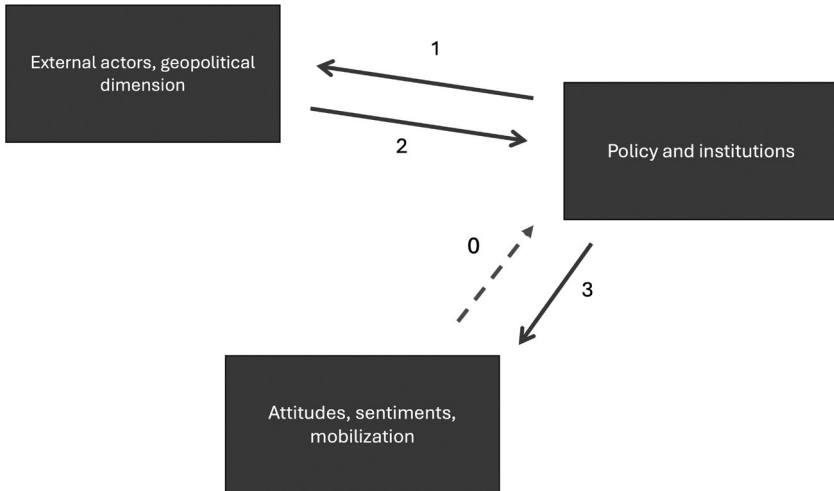 External actors, geopolitical
dimension
1
2
Policy and institutions
0
3
Attitudes, sentiments,
mobilization